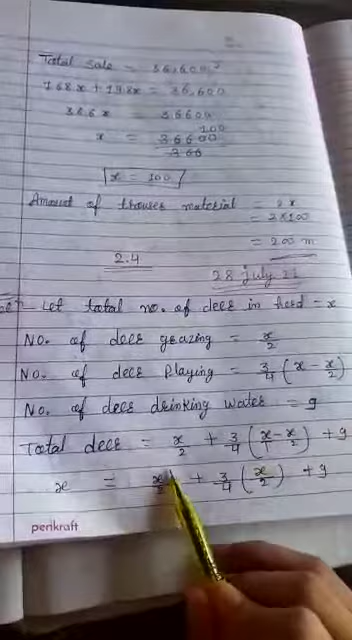 Total Sale = 36,600
168x + 198x = 36,600
366x = 36600
x = 36600 100
366
x = 100
Amount of trouser material = 2x
= 2×100
= 200 m
2.4
28 july 21
Let total no. of deer in herd = x
No. of deer grazing = x/2
No. of deer Playing = 3/4 (x - x/2)
No. of deer drinking water = 9
Total deer = x/2 + 3/4 (x - x/2) + 9
x = x/2 + 3/4 (x/2) + 9
penkraft